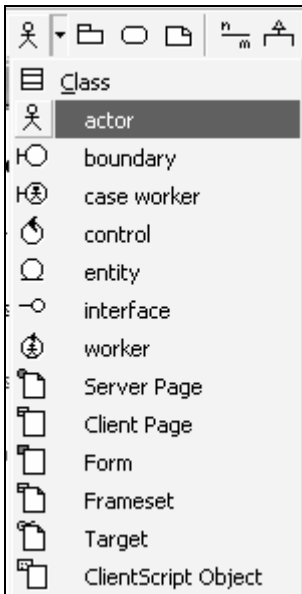 n
m
Class
actor
boundary
case worker
control
entity
interface
worker
Server Page
Client Page
Form
Frameset
Target
ClientScript Object